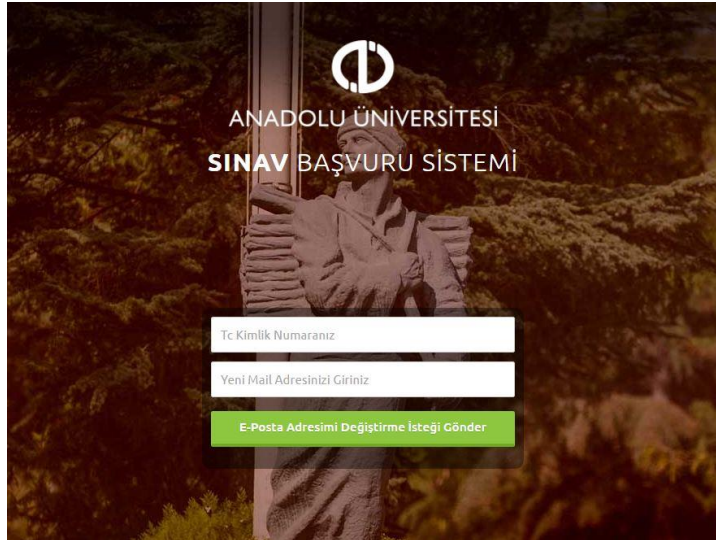 ANADOLU ÜNİVERSİTESİ
SINAV BAŞVURU SİSTEMİ
Tc Kimlik Numaranız
Yeni Mail Adresinizi Giriniz
E-Posta Adresimi Değiştirme İsteği Gönder